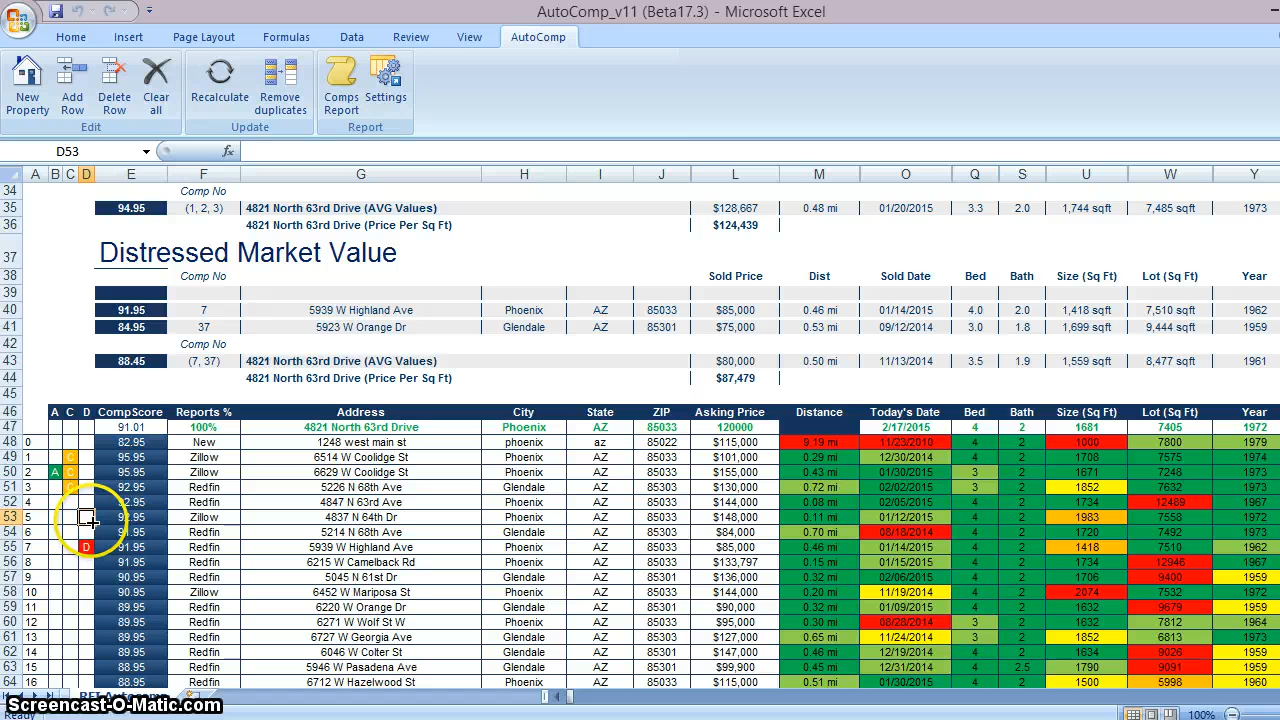 AutoComp_v11 (Beta17.3) - Microsoft Excel
Home Insert Page Layout Formulas Data Review View AutoComp
New Property Add Row Delete Row Clear all Recalculate Remove duplicates Comps Report Settings
Edit Update Report
D53 fx
A B C D E F G H I J L M O Q S U W Y
34 Comp No
35 94.95 (1, 2, 3) 4821 North 63rd Drive (AVG Values) $128,667 0.48 mi 01/20/2015 3.3 2.0 1,744 sqft 7,485 sqft 1973
36 4821 North 63rd Drive (Price Per Sq Ft) $124,439
37 Distressed Market Value
38 Comp No Sold Price Dist Sold Date Bed Bath Size (Sq Ft) Lot (Sq Ft) Year
39
40 91.95 7 5939 W Highland Ave Phoenix AZ 85033 $85,000 0.46 mi 01/14/2015 4.0 2.0 1,418 sqft 7,510 sqft 1962
41 84.95 37 5923 W Orange Dr Glendale AZ 85301 $75,000 0.53 mi 09/12/2014 3.0 1.8 1,699 sqft 9,444 sqft 1959
42 Comp No
43 88.45 (7, 37) 4821 North 63rd Drive (AVG Values) $80,000 0.50 mi 11/13/2014 3.5 1.9 1,559 sqft 8,477 sqft 1961
44 4821 North 63rd Drive (Price Per Sq Ft) $87,479
45
46 A C D CompScore Reports % Address City State ZIP Asking Price Distance Today's Date Bed Bath Size (Sq Ft) Lot (Sq Ft) Year
47 91.01 100% 4821 North 63rd Drive Phoenix AZ 85033 120000 2/17/2015 4 2 1681 7405 1972
48 0 82.95 New 1248 west main st phoenix az 85022 $115,000 9.19 mi 11/23/2010 4 2 1000 7800 1979
49 1 C 95.95 Zillow 6514 W Coolidge St Phoenix AZ 85033 $101,000 0.29 mi 12/30/2014 4 2 1708 7575 1974
50 2 A C 95.95 Zillow 6629 W Coolidge St Phoenix AZ 85033 $155,000 0.43 mi 01/30/2015 3 2 1671 7248 1973
51 3 C 92.95 Redfin 5226 N 68th Ave Phoenix AZ 85033 $130,000 0.72 mi 02/02/2015 3 2 1852 7632 1973
52 4 92.95 Redfin 4847 N 63rd Ave Phoenix AZ 85033 $144,000 0.08 mi 02/05/2015 4 2 1734 12489 1967
53 5 Zillow 4837 N 64th Dr Phoenix AZ 85033 $148,000 0.11 mi 01/12/2015 4 2 1983 7558 1972
54 6 91.95 Redfin 5214 N 68th Ave Glendale AZ 85033 $84,000 0.70 mi 08/18/2014 4 2 1720 7492 1973
55 7 D 91.95 Redfin 5939 W Highland Ave Phoenix AZ 85033 $85,000 0.46 mi 01/14/2015 4 2 1418 7510 1962
56 8 91.95 Redfin 6215 W Camelback Rd Phoenix AZ 85033 $133,797 0.15 mi 01/15/2015 4 2 1734 12946 1973
57 9 90.95 Redfin 5045 N 61st Dr Glendale AZ 85301 $136,000 0.32 mi 02/06/2015 4 2 1706 9400 1959
58 10 90.95 Zillow 6452 W Mariposa St Phoenix AZ 85033 $144,000 0.20 mi 11/19/2014 4 2 2074 7532 1972
59 11 89.95 Redfin 6220 W Orange Dr Glendale AZ 85301 $90,000 0.32 mi 01/09/2015 4 2 1632 9679 1959
60 12 89.95 Redfin 6271 W Wolf St W Phoenix AZ 85033 $95,000 0.30 mi 08/28/2014 3 2 1632 7812 1964
61 13 89.95 Redfin 6727 W Georgia Ave Glendale AZ 85303 $127,000 0.65 mi 11/24/2014 3 2 1852 6813 1973
62 14 89.95 Redfin 6046 W Colter St Glendale AZ 85301 $147,000 0.46 mi 12/19/2014 4 2 1634 9026 1959
63 15 88.95 Redfin 5946 W Pasadena Ave Glendale AZ 85301 $99,900 0.45 mi 12/31/2014 4 2.5 1790 9091 1959
64 16 88.95 Redfin 6712 W Hazelwood St Phoenix AZ 85033 $115,000 0.51 mi 01/30/2015 4 2 1500 5998 1960
Screencast-O-Matic.com
Ready 100%